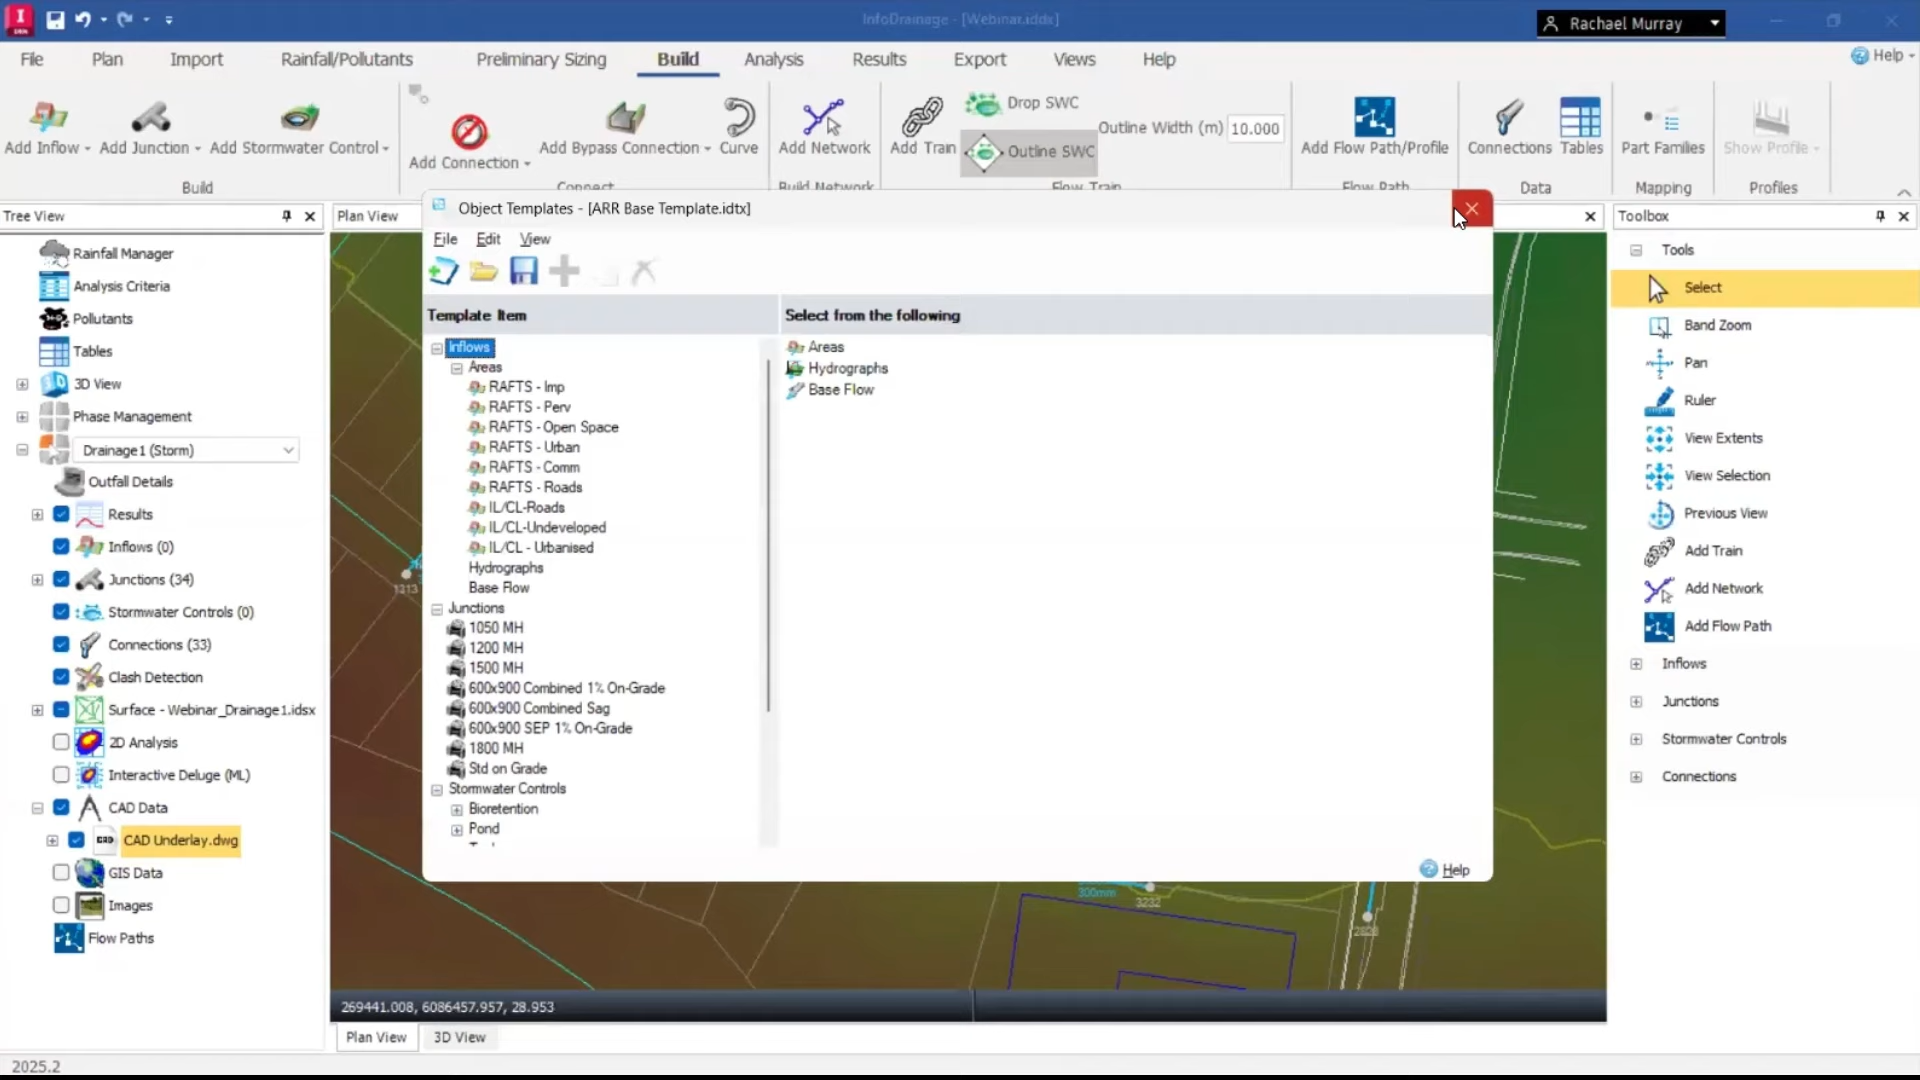 InfoDrainage - [Webinar.iddx]
Rachael Murray
File
Plan
Import
Rainfall/Pollutants
Preliminary Sizing
Build
Analysis
Results
Export
Views
Help
Help
Add Inflow
Add Junction
Add Stormwater Control
Add Connection
Add Bypass Connection
Curve
Add Network
Add Train
Drop SWC
Outline SWC
Outline Width (m) 10.000
Add Flow Path/Profile
Connections
Tables
Part Families
Show Profile
Build
Connect
Build Network
Flow Train
Flow Path
Data
Mapping
Profiles
Tree View
Plan View
Toolbox
Rainfall Manager
Analysis Criteria
Pollutants
Tables
3D View
Phase Management
Drainage1 (Storm)
Outfall Details
Results
Inflows (0)
Junctions (34)
Stormwater Controls (0)
Connections (33)
Clash Detection
Surface - Webinar_Drainage1.idsx
2D Analysis
Interactive Deluge (ML)
CAD Data
CAD Underlay.dwg
GIS Data
Images
Flow Paths
Object Templates - [ARR Base Template.idtx]
File Edit View
Template Item
Select from the following
Inflows
Areas
RAFTS - Imp
RAFTS - Perv
RAFTS - Open Space
RAFTS - Urban
RAFTS - Comm
RAFTS - Roads
IL/CL-Roads
IL/CL-Undeveloped
IL/CL - Urbanised
Hydrographs
Base Flow
Junctions
1050 MH
1200 MH
1500 MH
600x900 Combined 1% On-Grade
600x900 Combined Sag
600x900 SEP 1% On-Grade
1800 MH
Std on Grade
Stormwater Controls
Bioretention
Pond
Areas
Hydrographs
Base Flow
Help
1313
300mm
3232
Tools
Select
Band Zoom
Pan
Ruler
View Extents
View Selection
Previous View
Add Train
Add Network
Add Flow Path
Inflows
Junctions
Stormwater Controls
Connections
269441.008, 6086457.957, 28.953
Plan View
3D View
2025.2